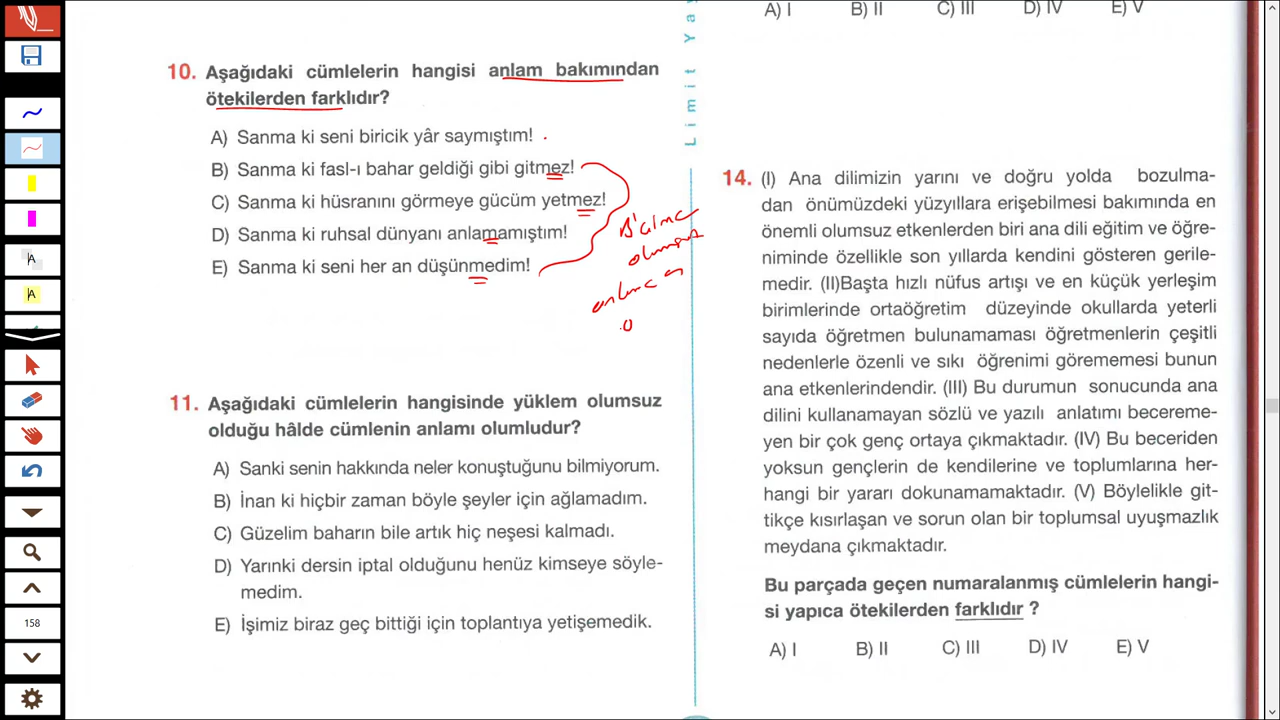 10. Aşağıdaki cümlelerin hangisi anlam bakımından
ötekilerden farklıdır?
A) Sanma ki seni biricik yâr saymıştım!
B) Sanma ki fasl-ı bahar geldiği gibi gitmez!
C) Sanma ki hüsranını görmeye gücüm yetmez!
D) Sanma ki ruhsal dünyanı anlamamıştım!
E) Sanma ki seni her an düşünmedim!
olumsuz
11. Aşağıdaki cümlelerin hangisinde yüklem olumsuz
olduğu hâlde cümlenin anlamı olumludur?
A) Sanki senin hakkında neler konuştuğunu bilmiyorum.
B) İnan ki hiçbir zaman böyle şeyler için ağlamadım.
C) Güzelim baharın bile artık hiç neşesi kalmadı.
D) Yarınki dersin iptal olduğunu henüz kimseye söyle-
medim.
E) İşimiz biraz geç bittiği için toplantıya yetişemedik.
Limit Ya
A) I B) II C) III D) IV E) V
14. (I) Ana dilimizin yarını ve doğru yolda bozulma-
dan önümüzdeki yüzyıllara erişebilmesi bakımında en
önemli olumsuz etkenlerden biri ana dili eğitim ve öğre-
niminde özellikle son yıllarda kendini gösteren gerile-
medir. (II)Başta hızlı nüfus artışı ve en küçük yerleşim
birimlerinde ortaöğretim düzeyinde okullarda yeterli
sayıda öğretmen bulunamaması öğretmenlerin çeşitli
nedenlerle özenli ve sıkı öğrenimi görememesi bunun
ana etkenlerindendir. (III) Bu durumun sonucunda ana
dilini kullanamayan sözlü ve yazılı anlatımı becereme-
yen bir çok genç ortaya çıkmaktadır. (IV) Bu beceriden
yoksun gençlerin de kendilerine ve toplumlarına her-
hangi bir yararı dokunamamaktadır. (V) Böylelikle git-
tikçe kısırlaşan ve sorun olan bir toplumsal uyuşmazlık
meydana çıkmaktadır.
Bu parçada geçen numaralanmış cümlelerin hangi-
si yapıca ötekilerden farklıdır ?
A) I B) II C) III D) IV E) V
A
A
158